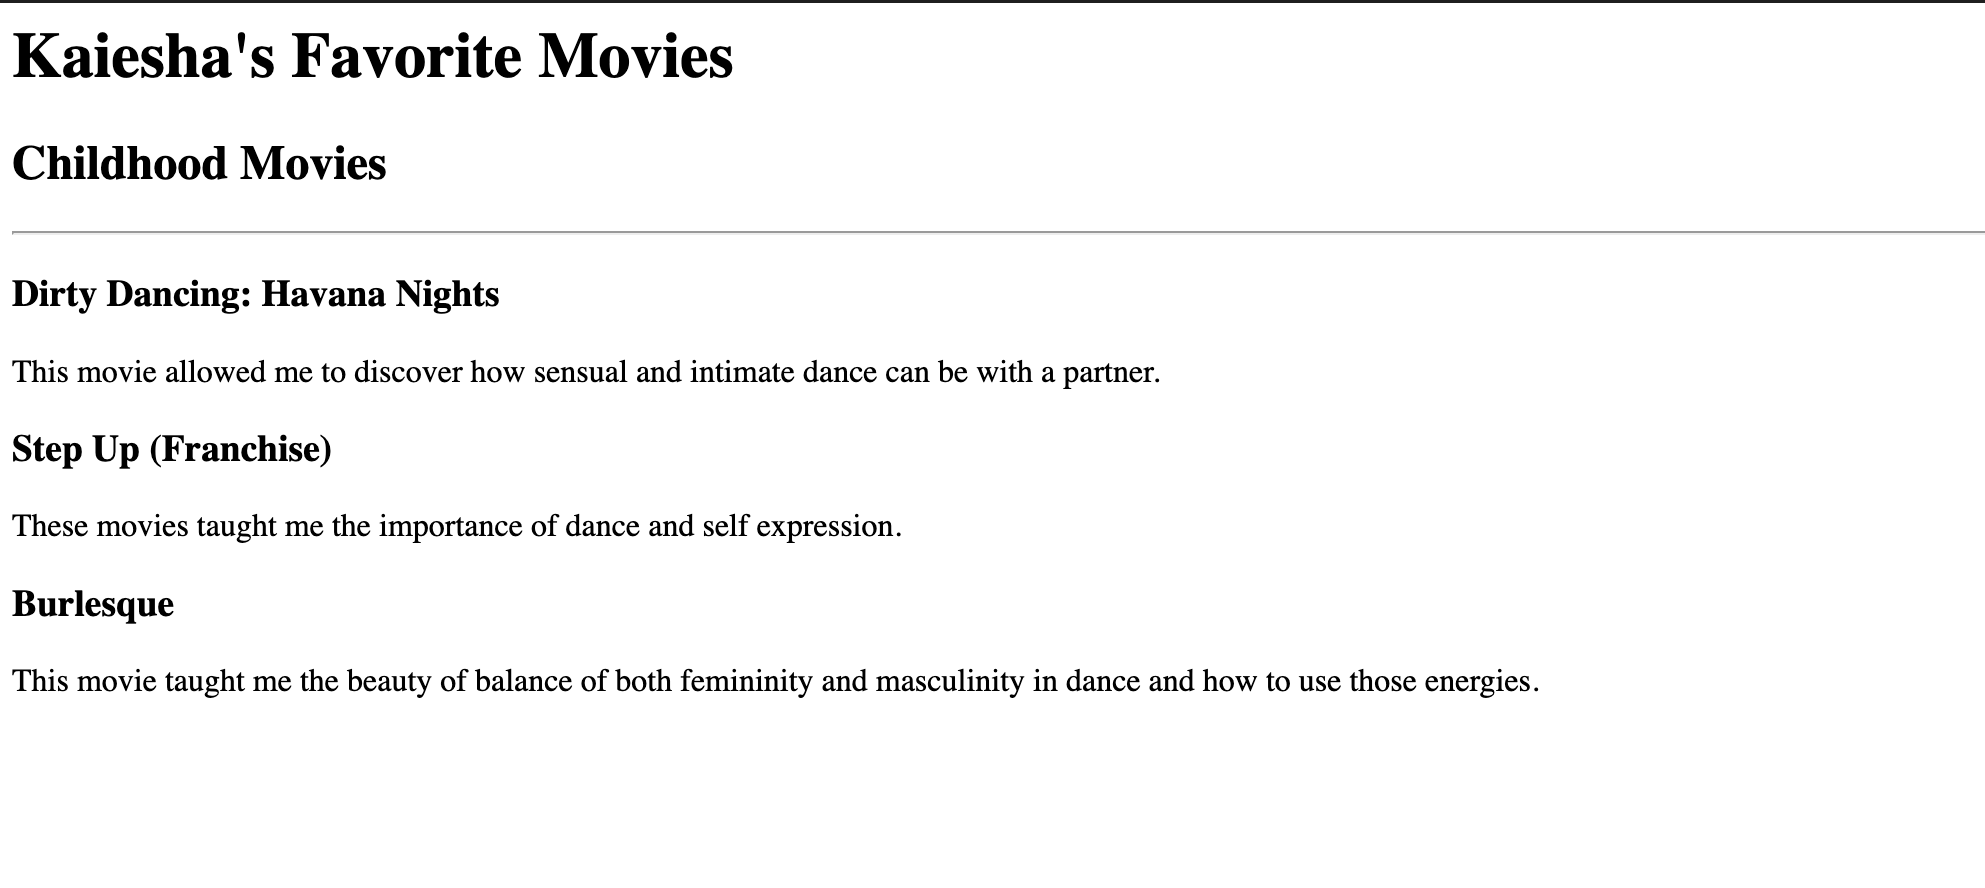 Kaiesha's Favorite Movies
Childhood Movies
Dirty Dancing: Havana Nights
This movie allowed me to discover how sensual and intimate dance can be with a partner.
Step Up (Franchise)
These movies taught me the importance of dance and self expression.
Burlesque
This movie taught me the beauty of balance of both femininity and masculinity in dance and how to use those energies.